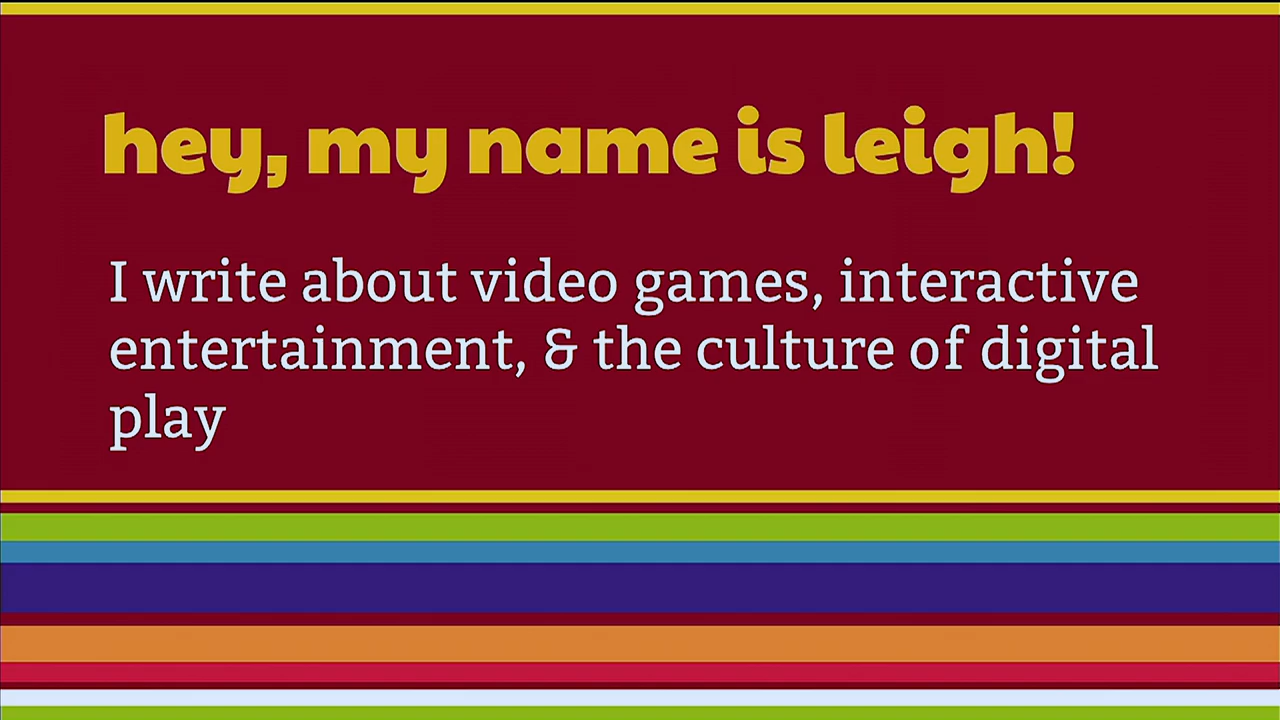 hey, my name is leigh!
I write about video games, interactive
entertainment, & the culture of digital
play